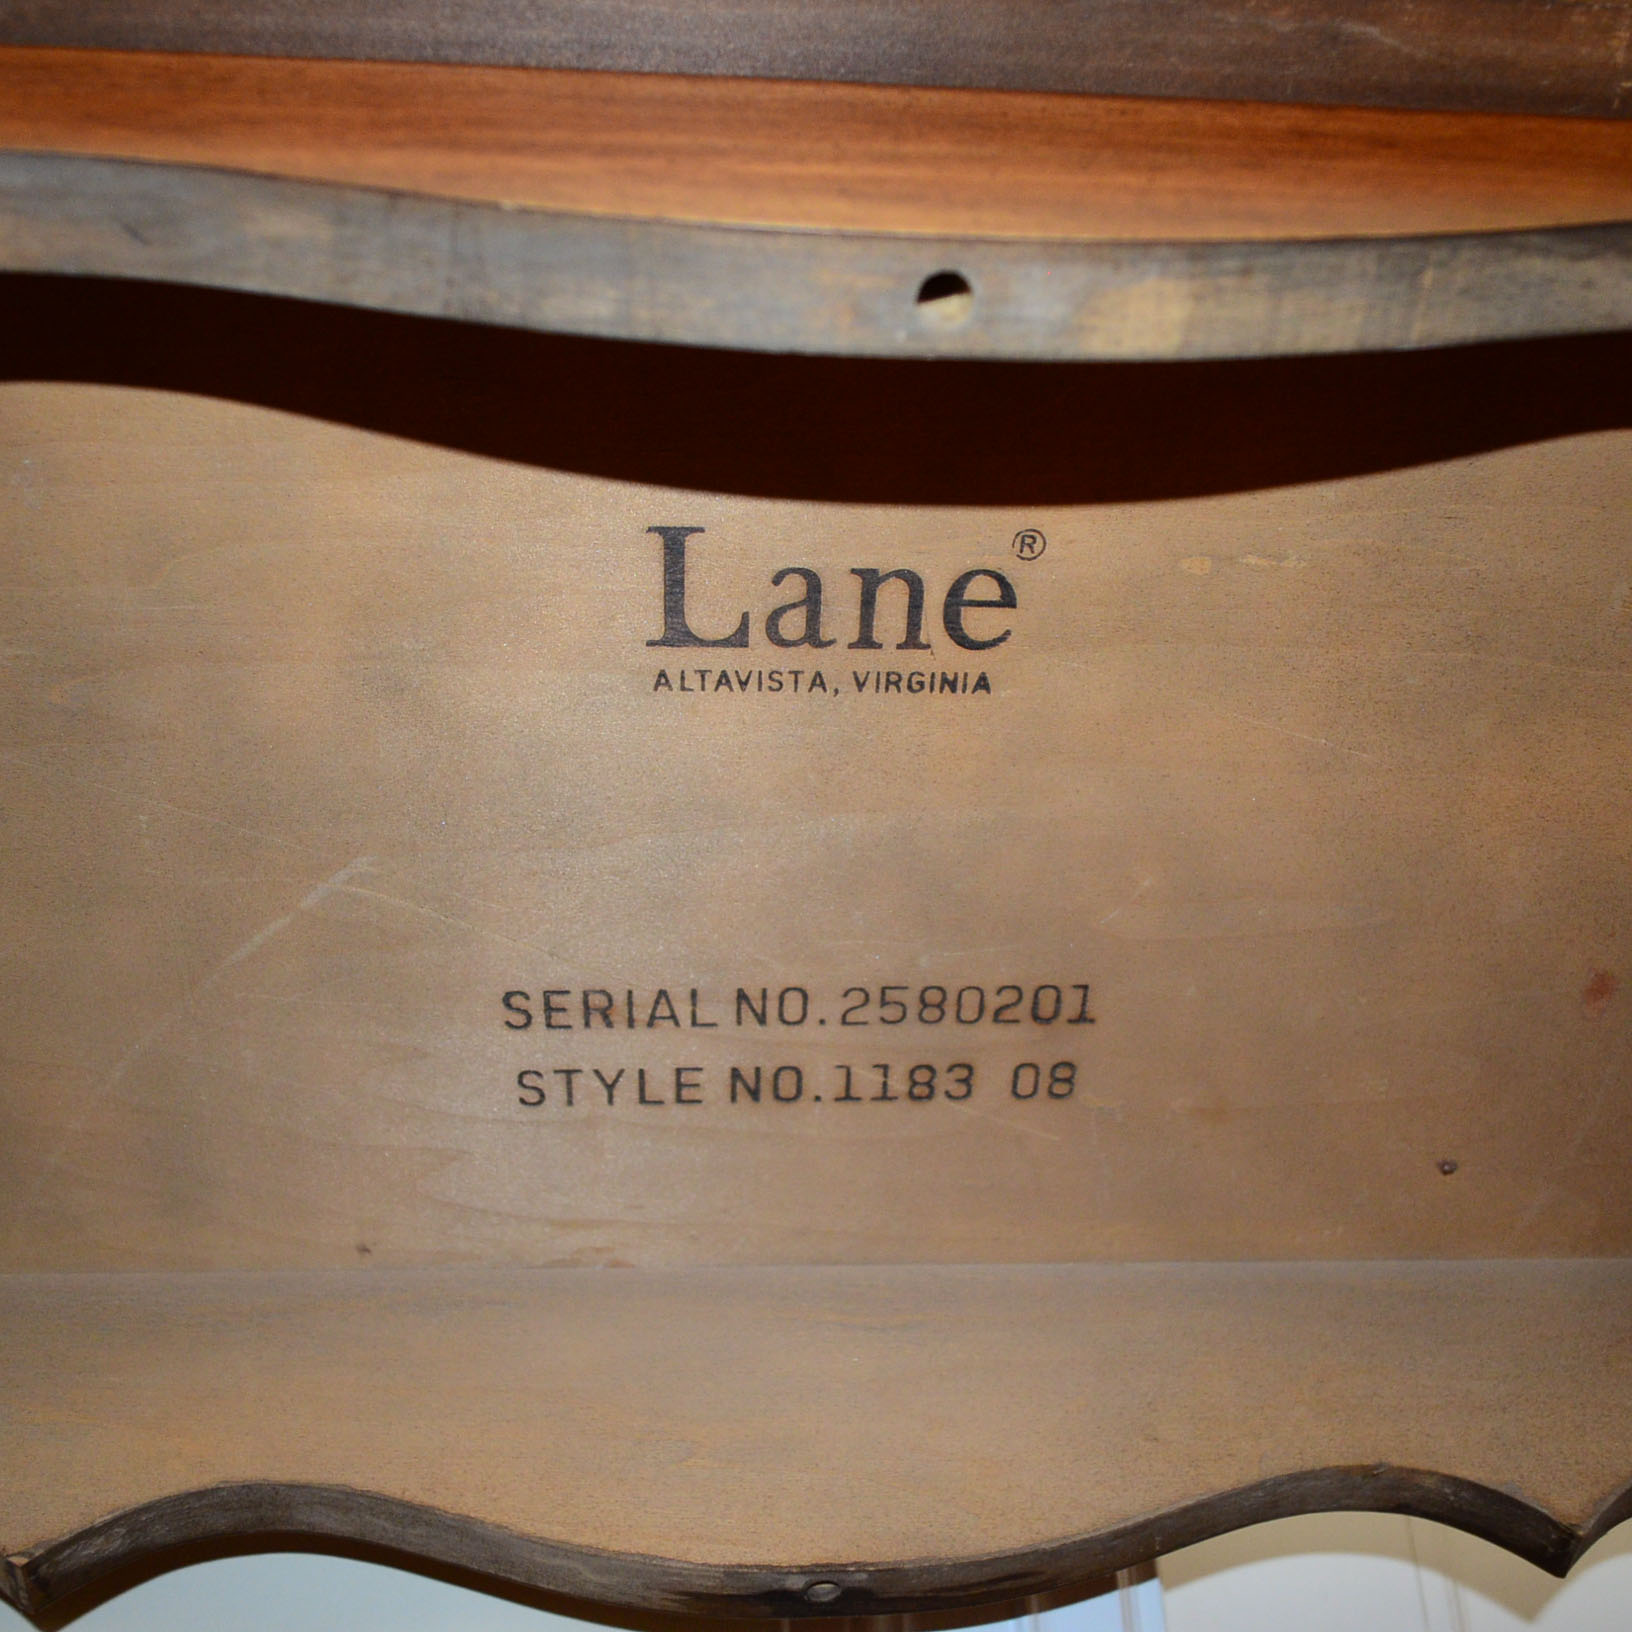 Lane®
ALTAVISTA, VIRGINIA
SERIAL NO. 2580201
STYLE NO. 1183 08